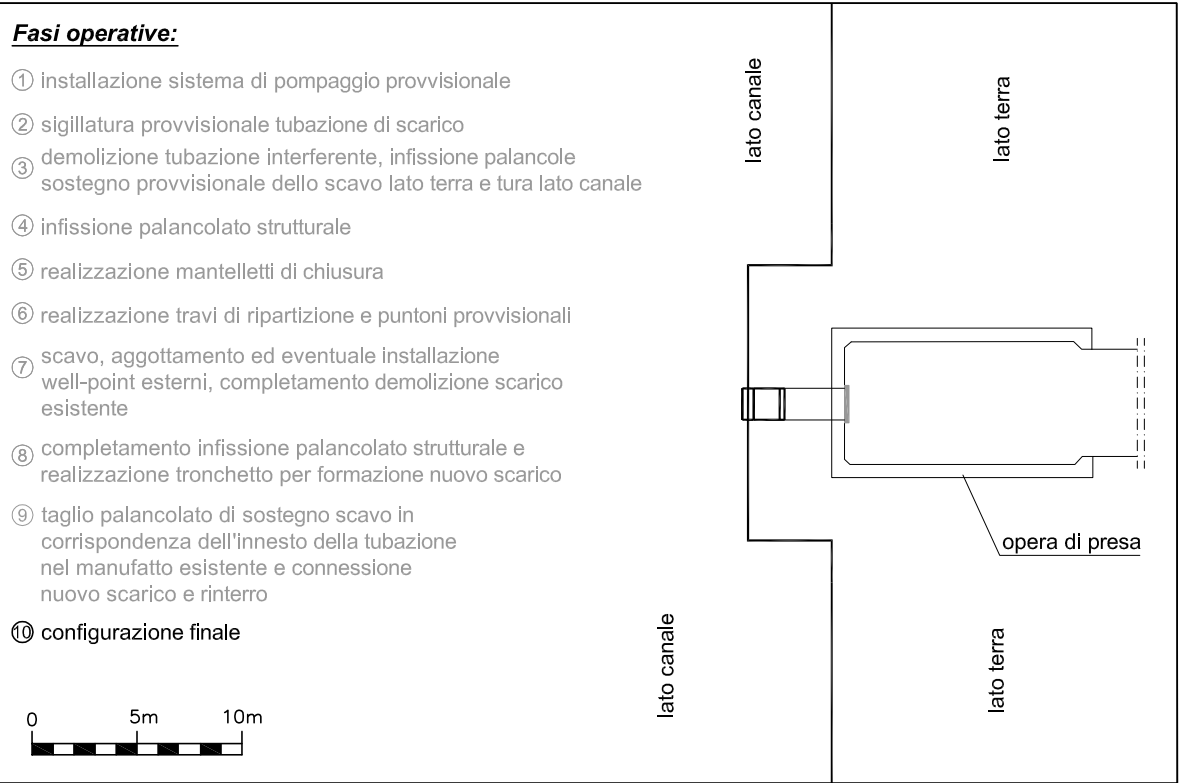 Fasi operative:
1 installazione sistema di pompaggio provvisionale
2 sigillatura provvisionale tubazione di scarico
3 demolizione tubazione interferente, infissione palancole
sostegno provvisionale dello scavo lato terra e tura lato canale
4 infissione palancolato strutturale
5 realizzazione mantelletti di chiusura
6 realizzazione travi di ripartizione e puntoni provvisionali
7 scavo, aggottamento ed eventuale installazione
well-point esterni, completamento demolizione scarico
esistente
8 completamento infissione palancolato strutturale e
realizzazione tronchetto per formazione nuovo scarico
9 taglio palancolato di sostegno scavo in
corrispondenza dell'innesto della tubazione
nel manufatto esistente e connessione
nuovo scarico e rinterro
10 configurazione finale
0 5m 10m
lato canale
lato terra
opera di presa
lato canale
lato terra